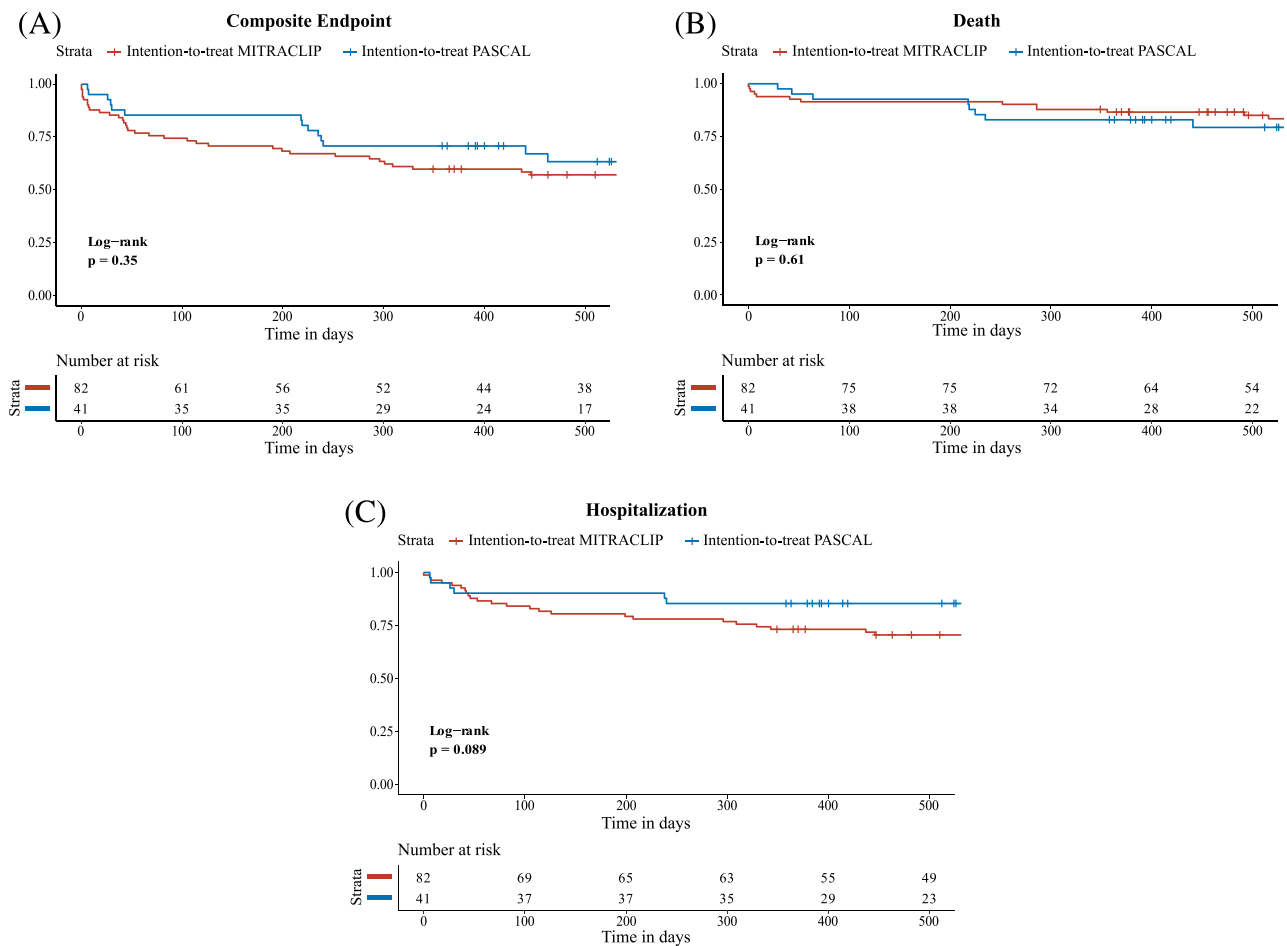 (A)
Composite Endpoint
Strata Intention-to-treat MITRACLIP Intention-to-treat PASCAL
1.00
0.75
0.50
0.25
0.00
Log−rank
p = 0.35
0 100 200 300 400 500
Time in days
Number at risk
Strata
82 61 56 52 44 38
41 35 35 29 24 17
0 100 200 300 400 500
Time in days
(B)
Death
Strata Intention-to-treat MITRACLIP Intention-to-treat PASCAL
1.00
0.75
0.50
0.25
0.00
Log−rank
p = 0.61
0 100 200 300 400 500
Time in days
Number at risk
Strata
82 75 75 72 64 54
41 38 38 34 28 22
0 100 200 300 400 500
Time in days
(C)
Hospitalization
Strata Intention-to-treat MITRACLIP Intention-to-treat PASCAL
1.00
0.75
0.50
0.25
0.00
Log−rank
p = 0.089
0 100 200 300 400 500
Time in days
Number at risk
Strata
82 69 65 63 55 49
41 37 37 35 29 23
0 100 200 300 400 500
Time in days